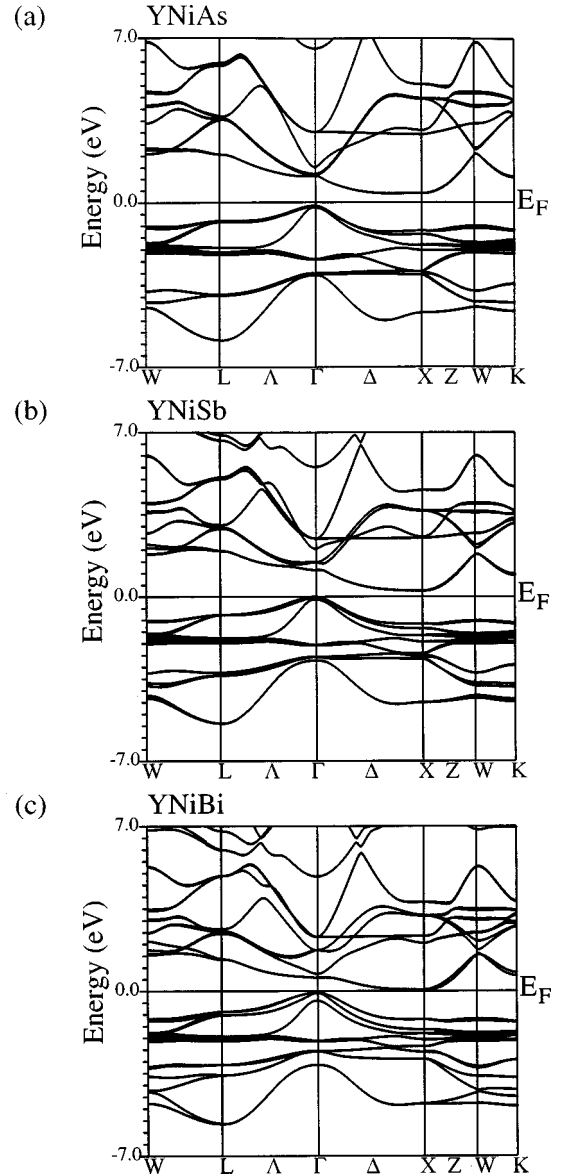 (a) YNiAs
7.0
Energy (eV)
0.0
E_F
-7.0
W L Λ Γ Δ X Z W K
(b) YNiSb
7.0
Energy (eV)
0.0
E_F
-7.0
W L Λ Γ Δ X Z W K
(c) YNiBi
7.0
Energy (eV)
0.0
E_F
-7.0
W L Λ Γ Δ X Z W K